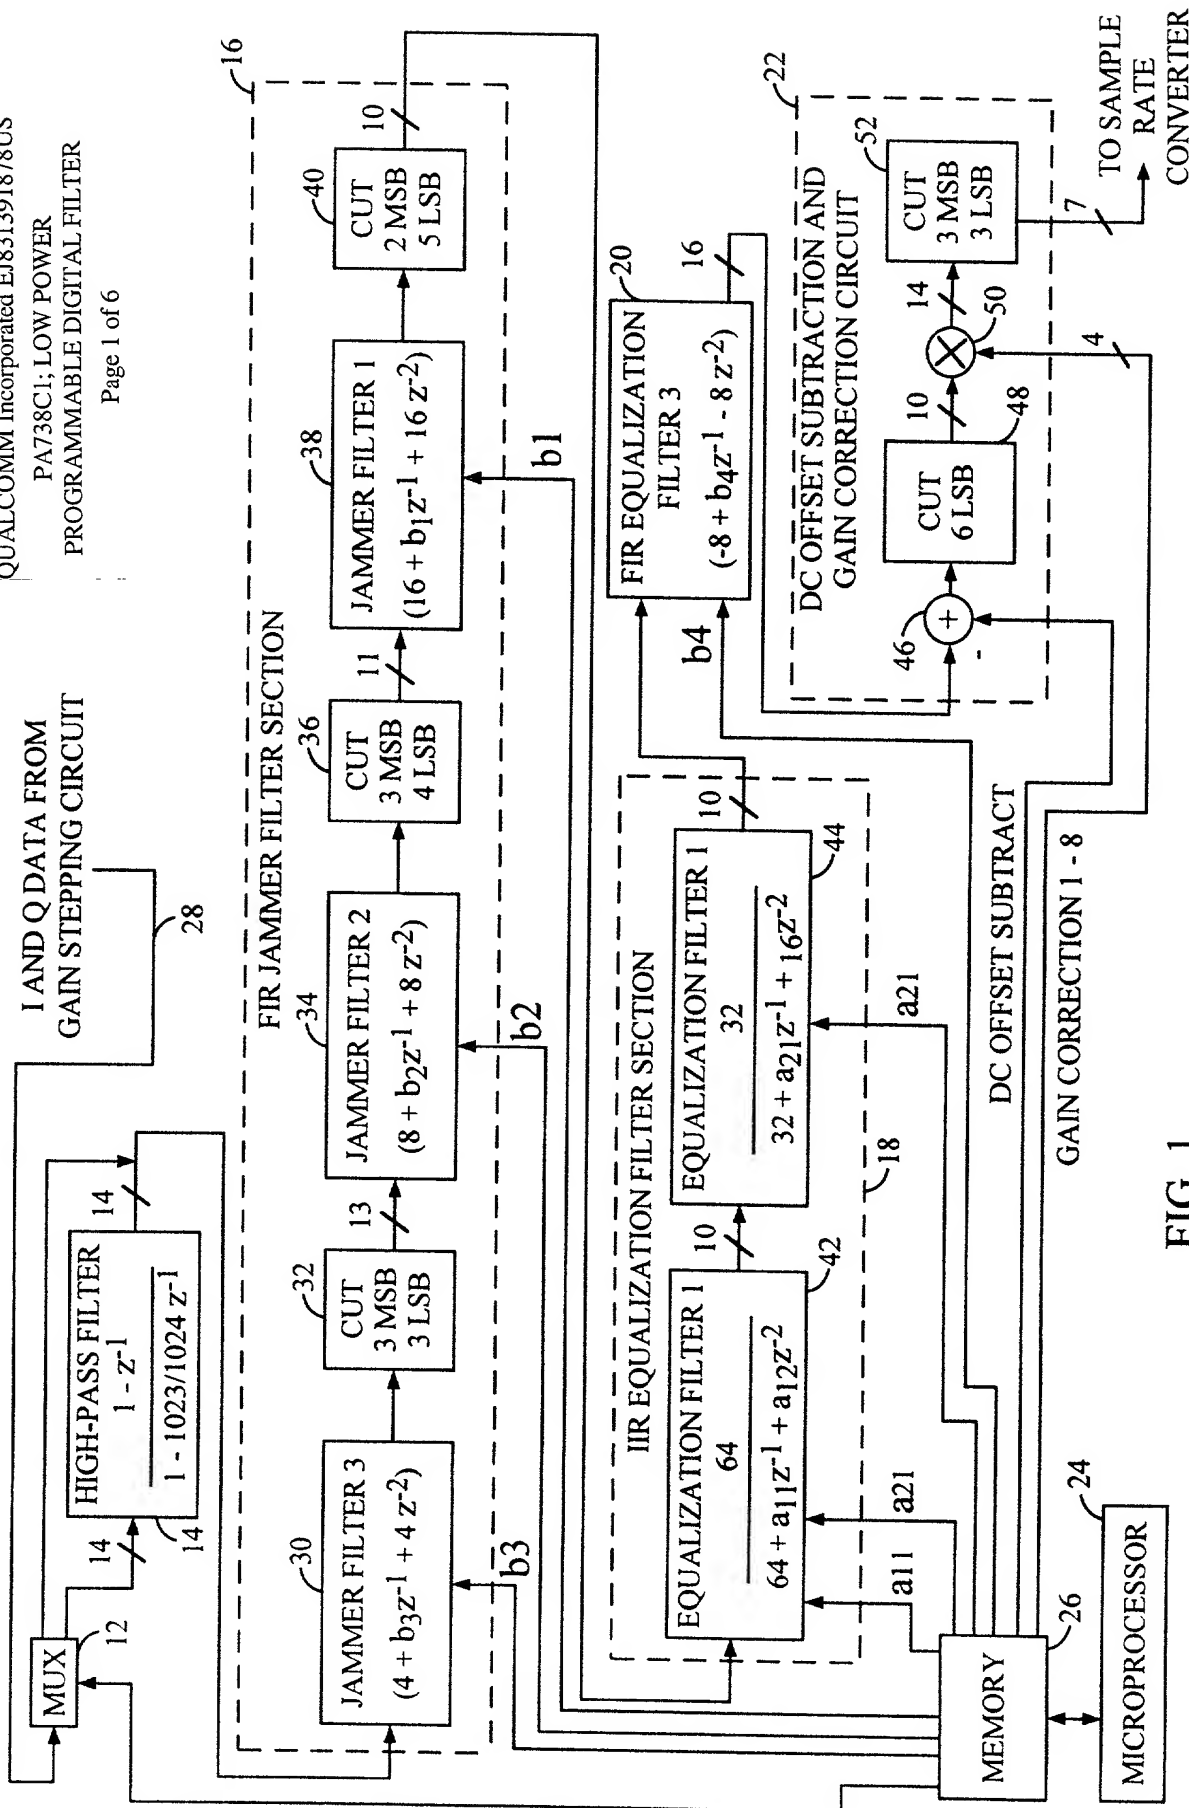 QUALCOMM Incorporated EJ831391878US
PA738C1; LOW POWER
PROGRAMMABLE DIGITAL FILTER
Page 1 of 6
I AND Q DATA FROM
GAIN STEPPING CIRCUIT
28
MUX
12
14
HIGH-PASS FILTER
1 - z⁻¹
1 - 1023/1024 z⁻¹
14
14
FIR JAMMER FILTER SECTION
16
30
JAMMER FILTER 3
(4 + b₃z⁻¹ + 4 z⁻²)
b3
32
CUT
3 MSB
3 LSB
13
34
JAMMER FILTER 2
(8 + b₂z⁻¹ + 8 z⁻²)
b2
36
CUT
3 MSB
4 LSB
11
38
JAMMER FILTER 1
(16 + b₁z⁻¹ + 16 z⁻²)
b1
40
CUT
2 MSB
5 LSB
10
IIR EQUALIZATION FILTER SECTION
EQUALIZATION FILTER 1
64
64 + a₁₁z⁻¹ + a₁₂z⁻²
42
a11
a21
10
EQUALIZATION FILTER 1
32
32 + a₂₁z⁻¹ + ₁₆z⁻²
44
a21
18
10
b4
FIR EQUALIZATION
FILTER 3
(-8 + b₄z⁻¹ - 8 z⁻²)
20
16
DC OFFSET SUBTRACTION AND
GAIN CORRECTION CIRCUIT
22
46
+
CUT
6 LSB
48
10
50
14
CUT
3 MSB
3 LSB
52
4
7
TO SAMPLE
RATE
CONVERTER
DC OFFSET SUBTRACT
GAIN CORRECTION 1 - 8
MEMORY
26
MICROPROCESSOR
24
FIG. 1